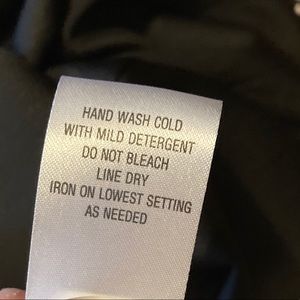 HAND WASH COLD
WITH MILD DETERGENT
DO NOT BLEACH
LINE DRY
IRON ON LOWEST SETTING
AS NEEDED